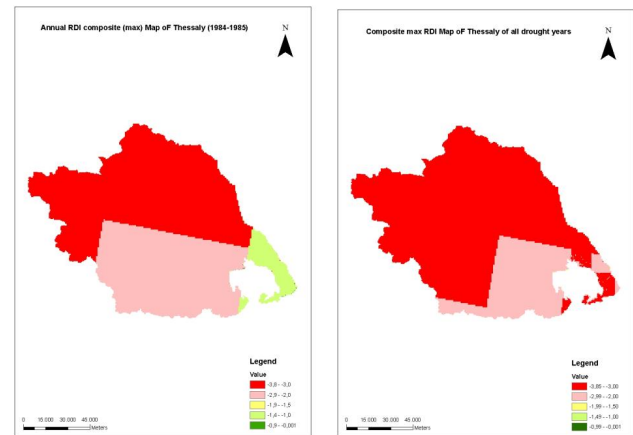 Annual RDI composite (max) Map oF Thessaly (1984-1985)
N
Legend
Value
-3,9 - -3,0
-2,9 - -2,0
-1,9 - -1,5
-1,4 - -1,0
-0,9 - -0,001
0 15.000 30.000 45.000
Meters
Composite max RDI Map oF Thessaly of all drought years
N
Legend
Value
-3,85 - -3,00
-2,99 - -2,00
-1,99 - -1,50
-1,49 - -1,00
-0,99 - -0,001
0 15.000 30.000 45.000
Meters